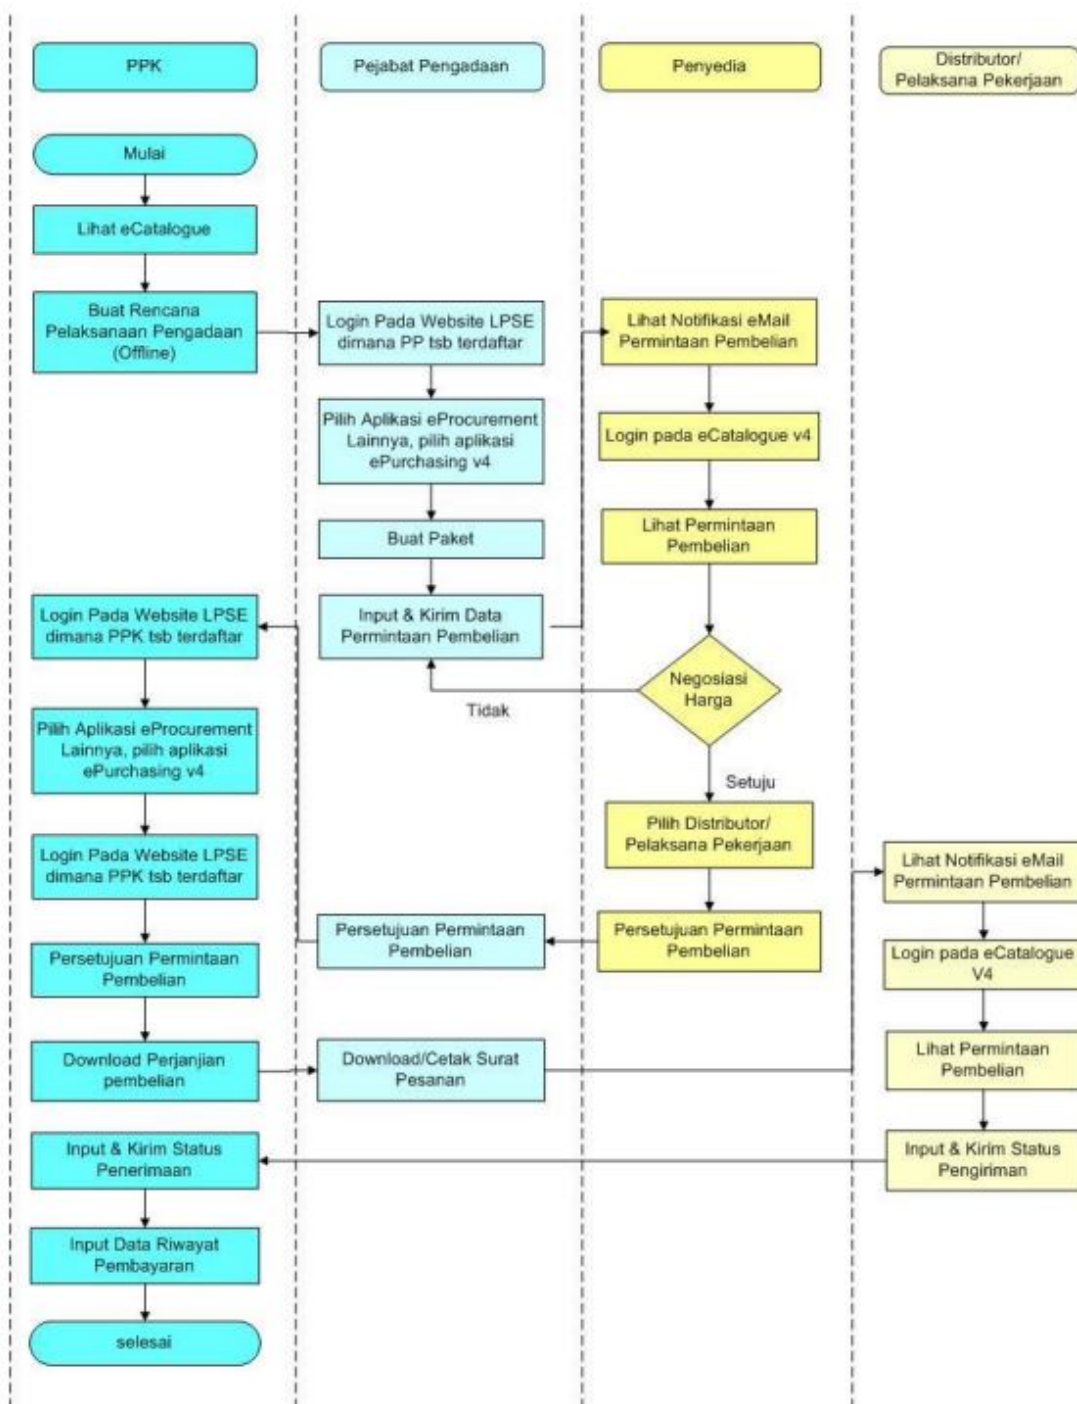 PPK
Pejabat Pengadaan
Penyedia
Distributor/
Pelaksana Pekerjaan
Mulai
Lihat eCatalogue
Buat Rencana
Pelaksanaan Pengadaan
(Offline)
Login Pada Website LPSE
dimana PP tsb terdaftar
Pilih Aplikasi eProcurement
Lainnya, pilih aplikasi
ePurchasing v4
Buat Paket
Input & Kirim Data
Permintaan Pembelian
Lihat Notifikasi eMail
Permintaan Pembelian
Login pada eCatalogue v4
Lihat Permintaan
Pembelian
Negosiasi
Harga
Tidak
Setuju
Pilih Distributor/
Pelaksana Pekerjaan
Persetujuan Permintaan
Pembelian
Persetujuan Permintaan
Pembelian
Login Pada Website LPSE
dimana PPK tsb terdaftar
Pilih Aplikasi eProcurement
Lainnya, pilih aplikasi
ePurchasing v4
Login Pada Website LPSE
dimana PPK tsb terdaftar
Persetujuan Permintaan
Pembelian
Download Perjanjian
pembelian
Download/Cetak Surat
Pesanan
Lihat Notifikasi eMail
Permintaan Pembelian
Login pada eCatalogue
V4
Lihat Permintaan
Pembelian
Input & Kirim Status
Pengiriman
Input & Kirim Status
Penerimaan
Input Data Riwayat
Pembayaran
selesai